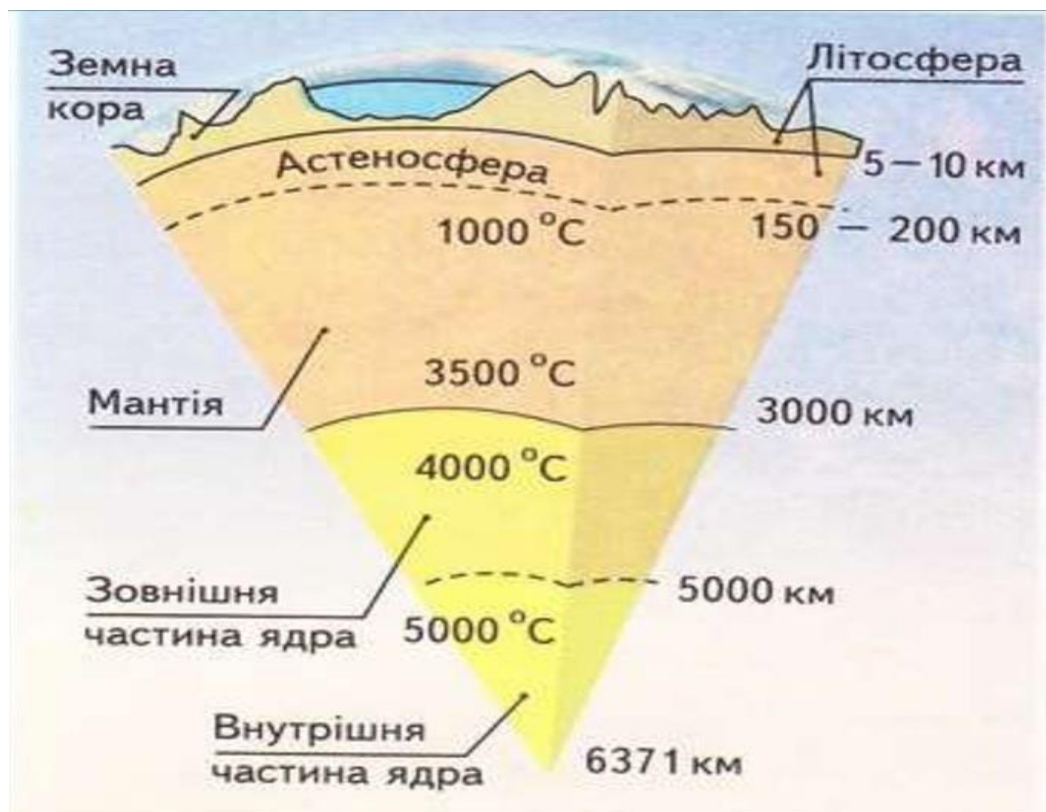 Земна
кора
Літосфера
Астеносфера
5 – 10 км
1000 °С
150 – 200 км
3500 °С
Мантія
3000 км
4000 °С
Зовнішня
частина ядра
5000 км
5000 °С
Внутрішня
частина ядра
6371 км